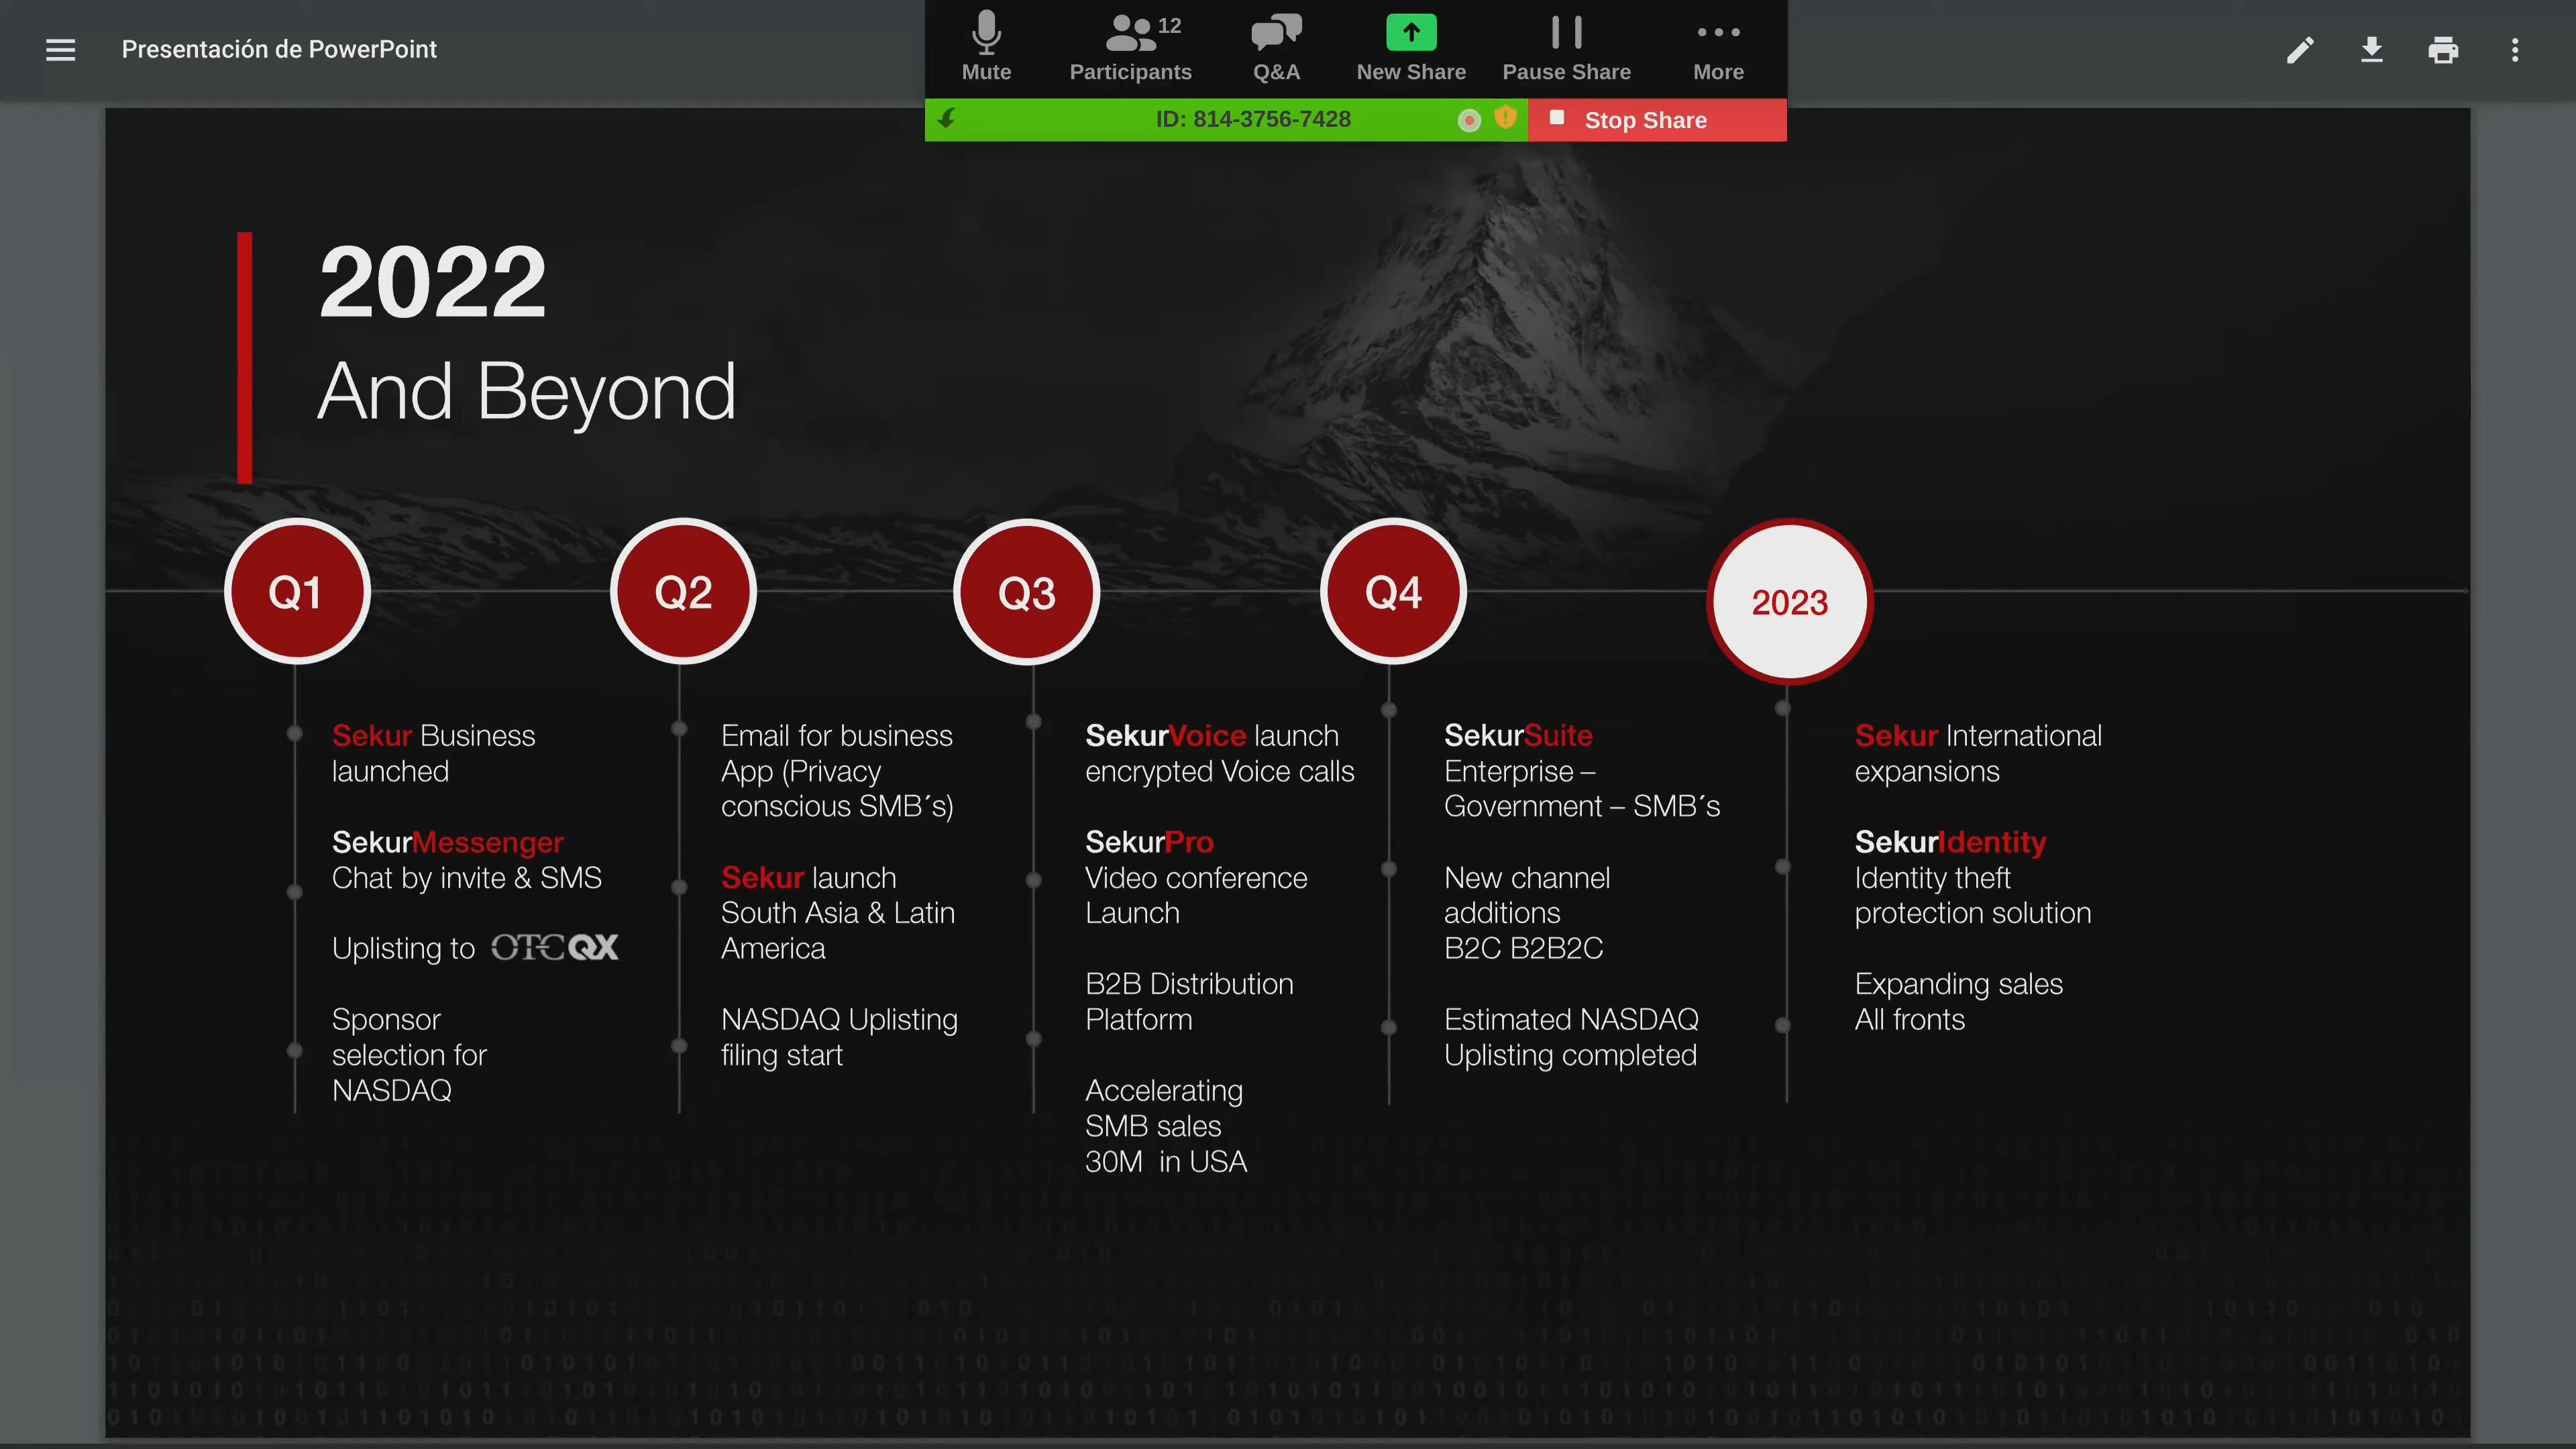 Presentación de PowerPoint
12
Mute
Participants
Q&A
New Share
Pause Share
More
ID: 814-3756-7428
Stop Share
2022
And Beyond
Q1
Q2
Q3
Q4
2023
Sekur Business
launched
SekurMessenger
Chat by invite & SMS
Uplisting to OTCQX
Sponsor
selection for
NASDAQ
Email for business
App (Privacy
conscious SMB´s)
Sekur launch
South Asia & Latin
America
NASDAQ Uplisting
filing start
SekurVoice launch
encrypted Voice calls
SekurPro
Video conference
Launch
B2B Distribution
Platform
Accelerating
SMB sales
30M in USA
SekurSuite
Enterprise –
Government – SMB´s
New channel
additions
B2C B2B2C
Estimated NASDAQ
Uplisting completed
Sekur International
expansions
SekurIdentity
Identity theft
protection solution
Expanding sales
All fronts